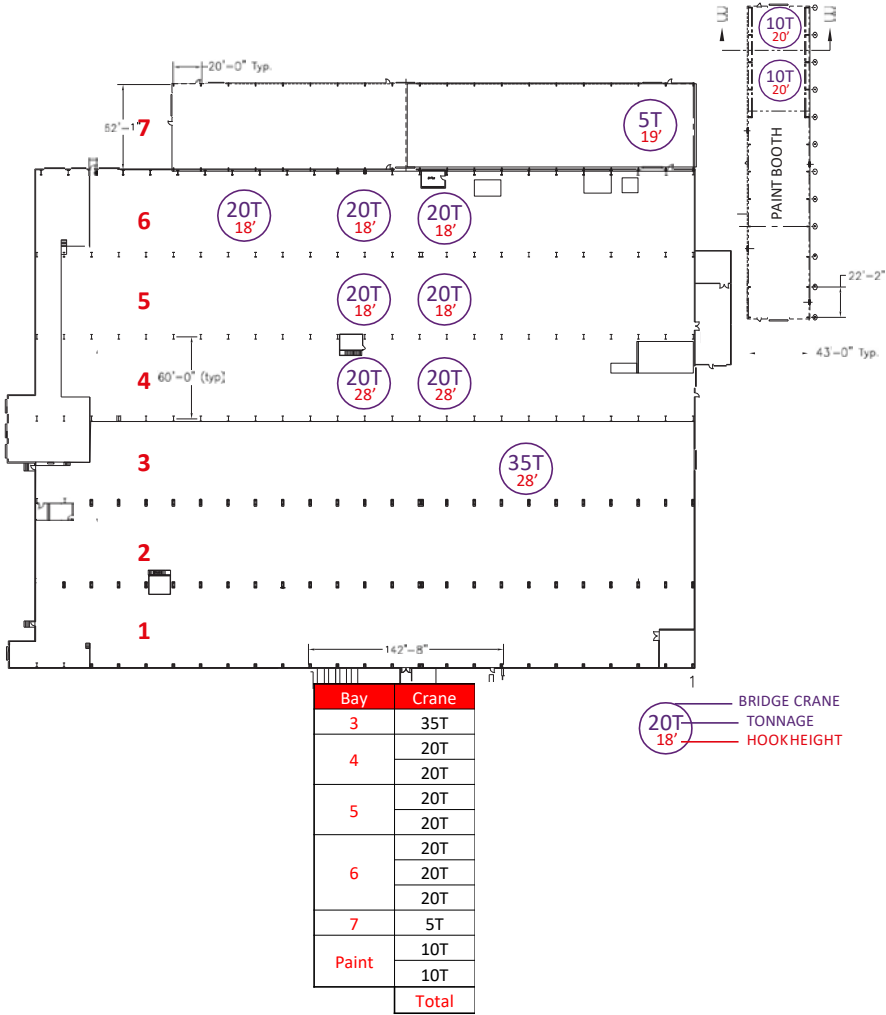 10T
20'
10T
20'
PAINT BOOTH
22'-2"
43'-0" Typ.
20'-0" Typ.
52'-1"
7
5T
19'
6
20T
18'
20T
18'
20T
18'
5
20T
18'
20T
18'
4
60'-0" (typ)
20T
28'
20T
28'
3
35T
28'
2
1
142'-8"
1
Bay Crane
3 35T
4 20T
20T
5 20T
20T
6 20T
20T
20T
7 5T
Paint 10T
10T
Total
20T
18'
BRIDGE CRANE
TONNAGE
HOOKHEIGHT